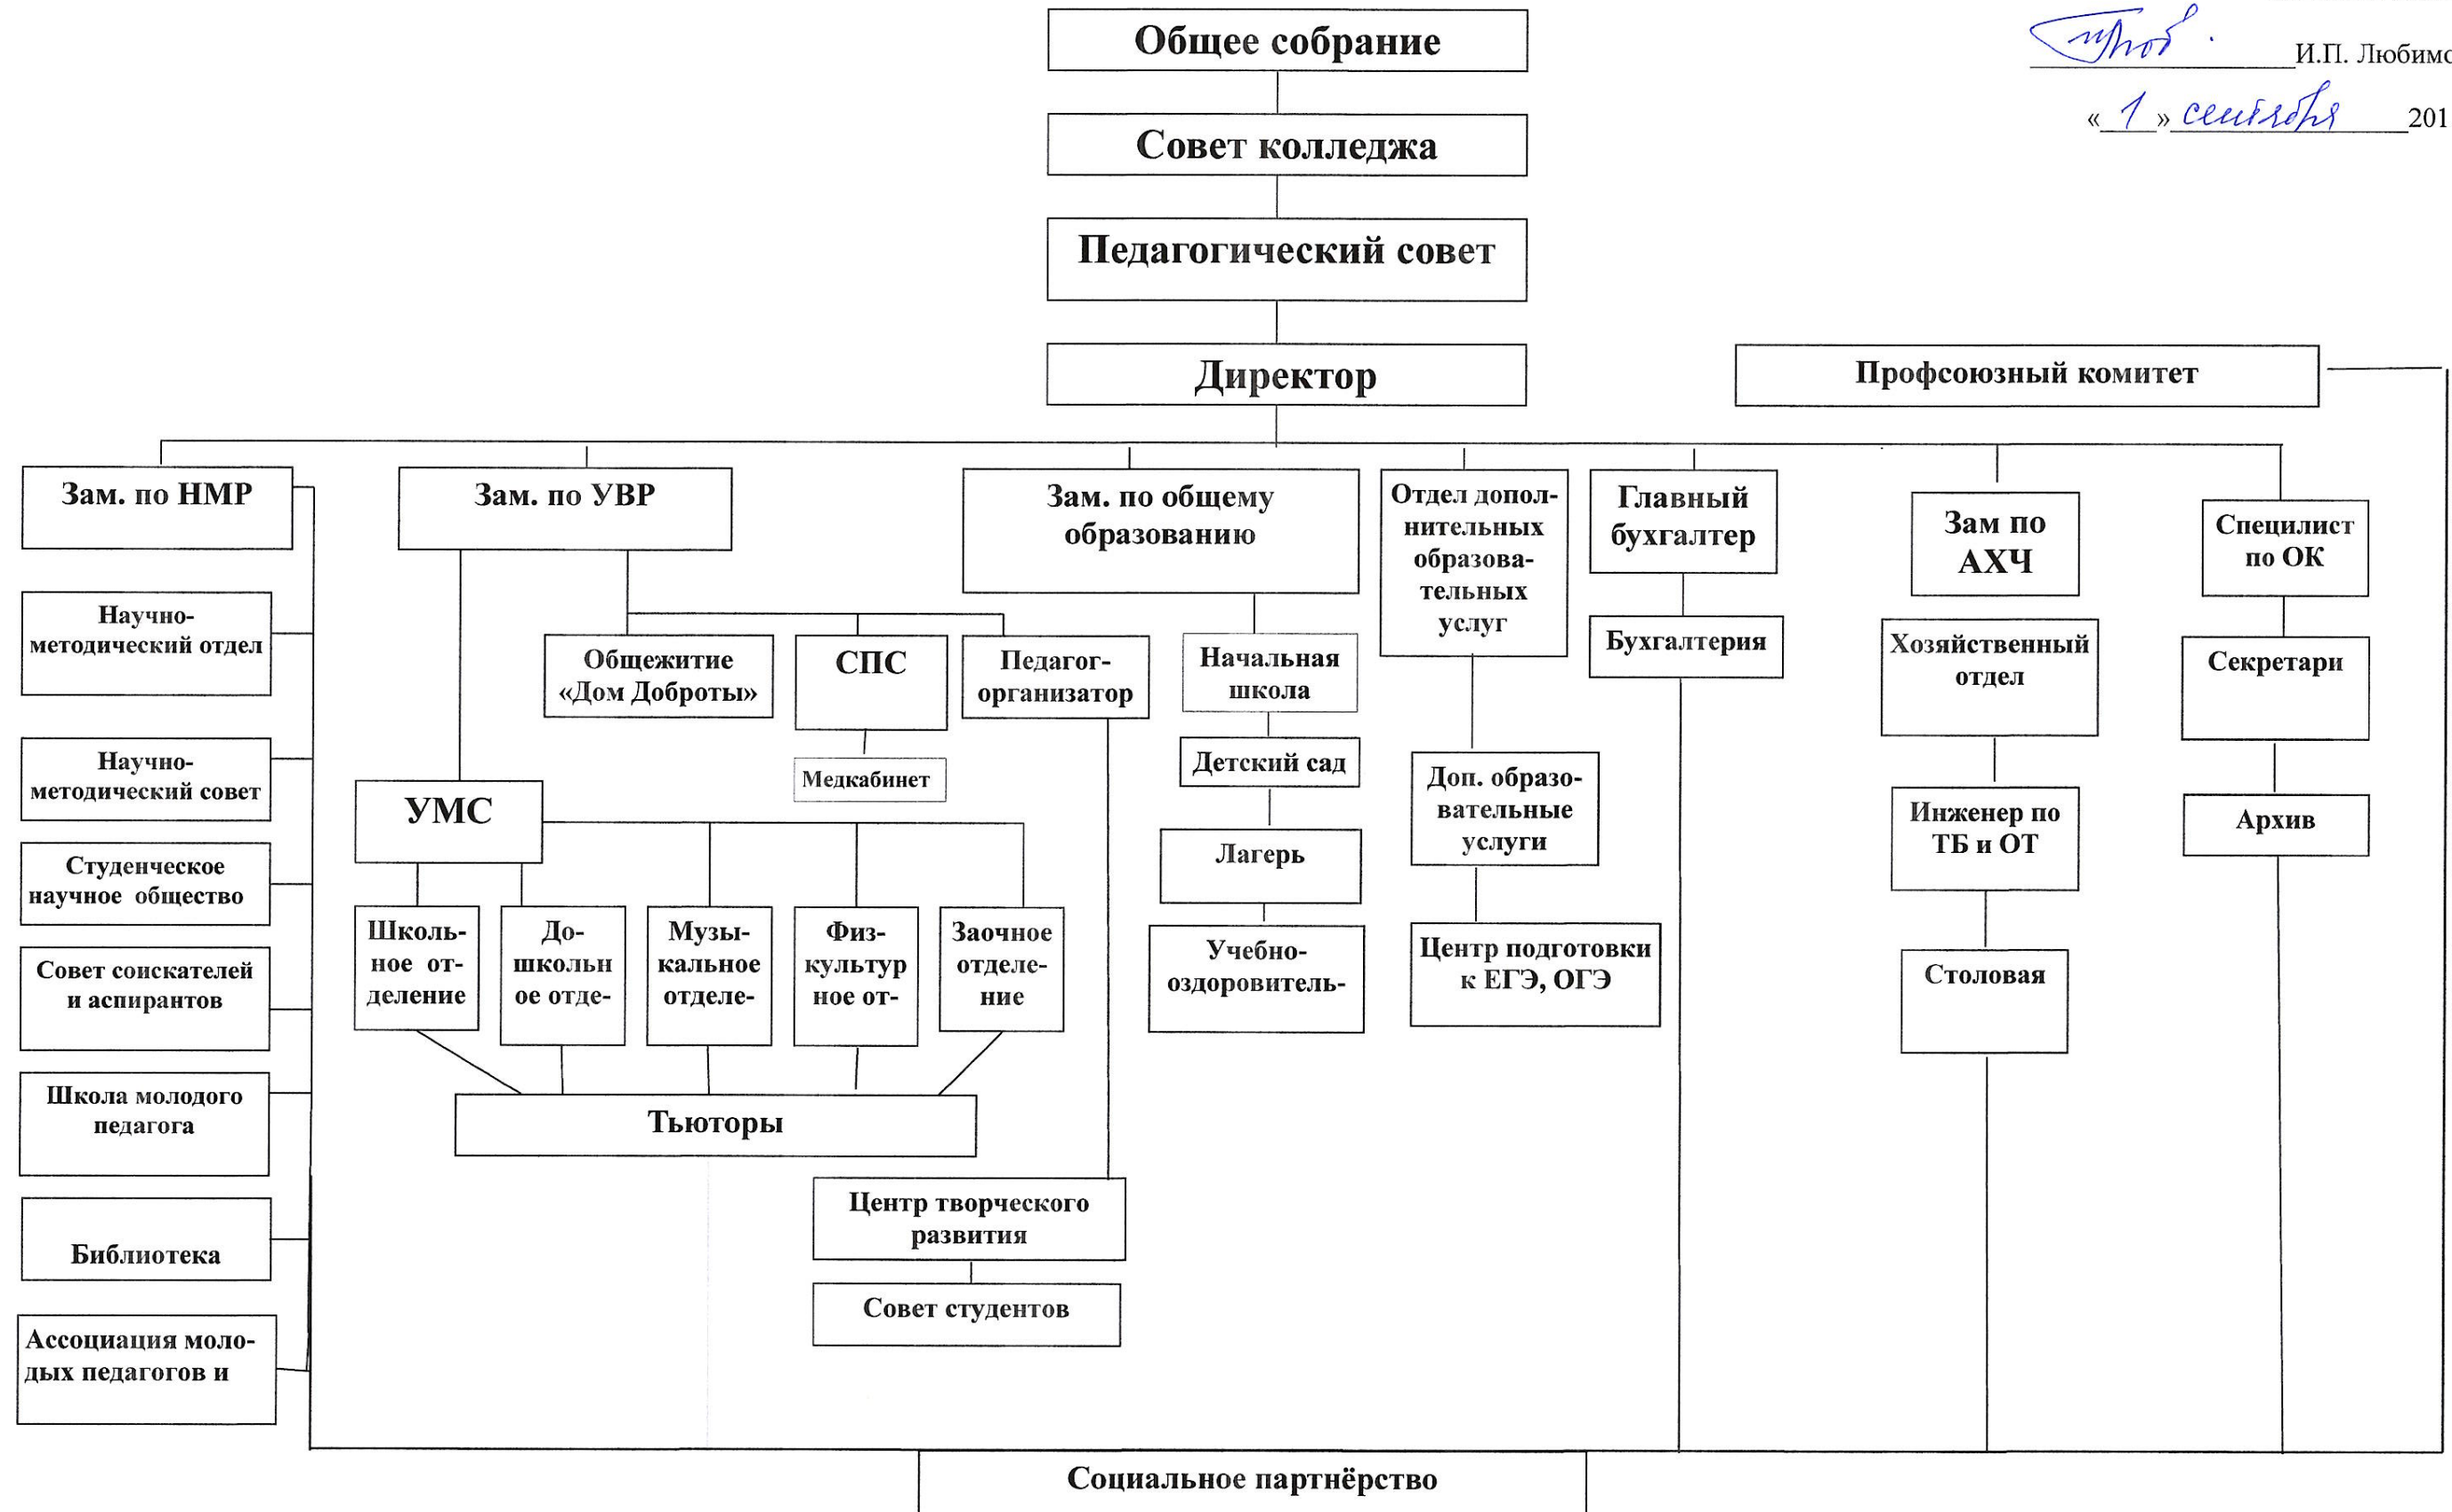 Общее собрание
И.П. Любимо
« 1 » сентября 201
Совет колледжа
Педагогический совет
Директор
Профсоюзный комитет
Зам. по НМР
Зам. по УВР
Зам. по общему
образованию
Отдел допол-
нительных
образова-
тельных
услуг
Главный
бухгалтер
Зам по
АХЧ
Специлист
по ОК
Научно-
методический отдел
Научно-
методический совет
Студенческое
научное общество
Совет соискателей
и аспирантов
Школа молодого
педагога
Библиотека
Ассоциация моло-
дых педагогов и
Общежитие
«Дом Доброты»
СПС
Медкабинет
Педагог-
организатор
УМС
Школь-
ное от-
деление
До-
школьн
ое отде-
Музы-
кальное
отделе-
Физ-
культур
ное от-
Заочное
отделе-
ние
Тьюторы
Центр творческого
развития
Совет студентов
Начальная
школа
Детский сад
Лагерь
Учебно-
оздоровитель-
Доп. образо-
вательные
услуги
Центр подготовки
к ЕГЭ, ОГЭ
Бухгалтерия
Хозяйственный
отдел
Инженер по
ТБ и ОТ
Столовая
Секретари
Архив
Социальное партнёрство